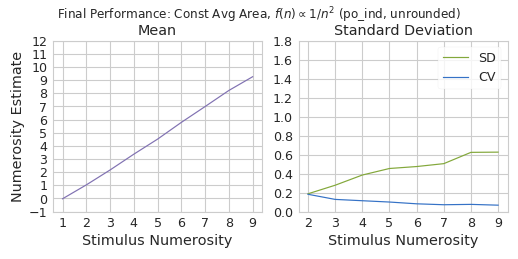 Final Performance: Const Avg Area, f(n) ∝ 1/n² (po_ind, unrounded)
Mean
Standard Deviation
Numerosity Estimate
12
11
10
9
8
7
6
5
4
3
2
1
0
−1
1 2 3 4 5 6 7 8 9
Stimulus Numerosity
1.8
1.6
1.4
1.2
1.0
0.8
0.6
0.4
0.2
0.0
SD
CV
2 3 4 5 6 7 8 9
Stimulus Numerosity